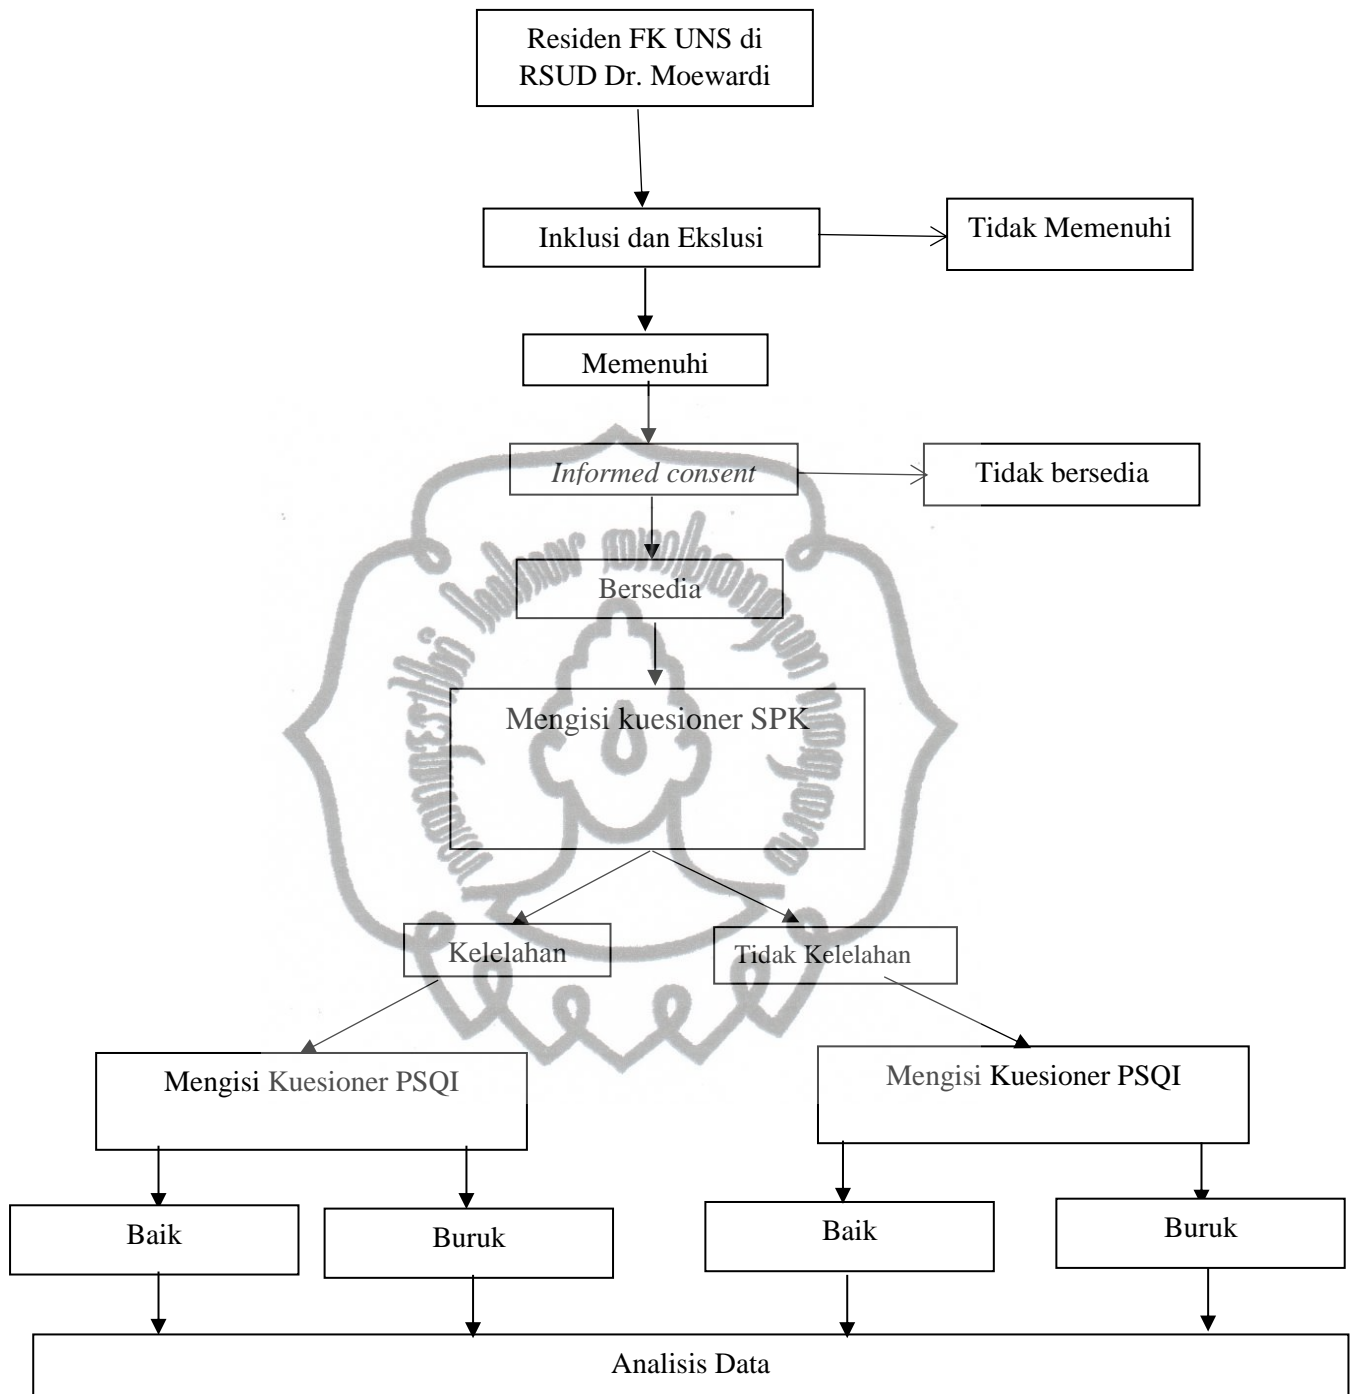 Residen FK UNS di
RSUD Dr. Moewardi
Inklusi dan Ekslusi
Tidak Memenuhi
Memenuhi
Informed consent
Tidak bersedia
Bersedia
Mengisi kuesioner SPK
Kelelahan
Tidak Kelelahan
Mengisi Kuesioner PSQI
Mengisi Kuesioner PSQI
Baik
Buruk
Baik
Buruk
Analisis Data